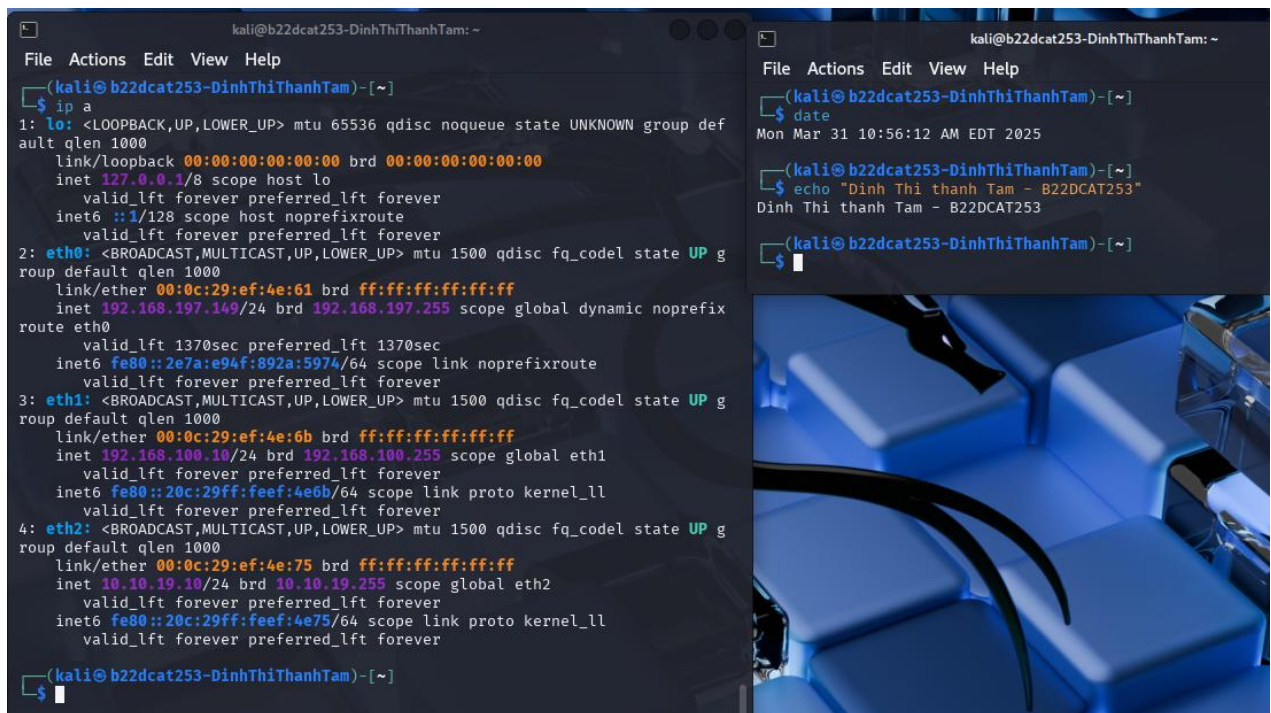 kali@b22dcat253-DinhThiThanhTam: ~
File Actions Edit View Help
┌──(kali㉿b22dcat253-DinhThiThanhTam)-[~]
└─$ ip a
1: lo: <LOOPBACK,UP,LOWER_UP> mtu 65536 qdisc noqueue state UNKNOWN group def
ault qlen 1000
    link/loopback 00:00:00:00:00:00 brd 00:00:00:00:00:00
    inet 127.0.0.1/8 scope host lo
       valid_lft forever preferred_lft forever
    inet6 ::1/128 scope host noprefixroute
       valid_lft forever preferred_lft forever
2: eth0: <BROADCAST,MULTICAST,UP,LOWER_UP> mtu 1500 qdisc fq_codel state UP g
roup default qlen 1000
    link/ether 00:0c:29:ef:4e:61 brd ff:ff:ff:ff:ff:ff
    inet 192.168.197.149/24 brd 192.168.197.255 scope global dynamic noprefix
route eth0
       valid_lft 1370sec preferred_lft 1370sec
    inet6 fe80::2e7a:e94f:892a:5974/64 scope link noprefixroute
       valid_lft forever preferred_lft forever
3: eth1: <BROADCAST,MULTICAST,UP,LOWER_UP> mtu 1500 qdisc fq_codel state UP g
roup default qlen 1000
    link/ether 00:0c:29:ef:4e:6b brd ff:ff:ff:ff:ff:ff
    inet 192.168.100.10/24 brd 192.168.100.255 scope global eth1
       valid_lft forever preferred_lft forever
    inet6 fe80::20c:29ff:feef:4e6b/64 scope link proto kernel_ll
       valid_lft forever preferred_lft forever
4: eth2: <BROADCAST,MULTICAST,UP,LOWER_UP> mtu 1500 qdisc fq_codel state UP g
roup default qlen 1000
    link/ether 00:0c:29:ef:4e:75 brd ff:ff:ff:ff:ff:ff
    inet 10.10.19.10/24 brd 10.10.19.255 scope global eth2
       valid_lft forever preferred_lft forever
    inet6 fe80::20c:29ff:feef:4e75/64 scope link proto kernel_ll
       valid_lft forever preferred_lft forever
┌──(kali㉿b22dcat253-DinhThiThanhTam)-[~]
└─$
kali@b22dcat253-DinhThiThanhTam: ~
File Actions Edit View Help
┌──(kali㉿b22dcat253-DinhThiThanhTam)-[~]
└─$ date
Mon Mar 31 10:56:12 AM EDT 2025
┌──(kali㉿b22dcat253-DinhThiThanhTam)-[~]
└─$ echo "Dinh Thi thanh Tam - B22DCAT253"
Dinh Thi thanh Tam - B22DCAT253
┌──(kali㉿b22dcat253-DinhThiThanhTam)-[~]
└─$